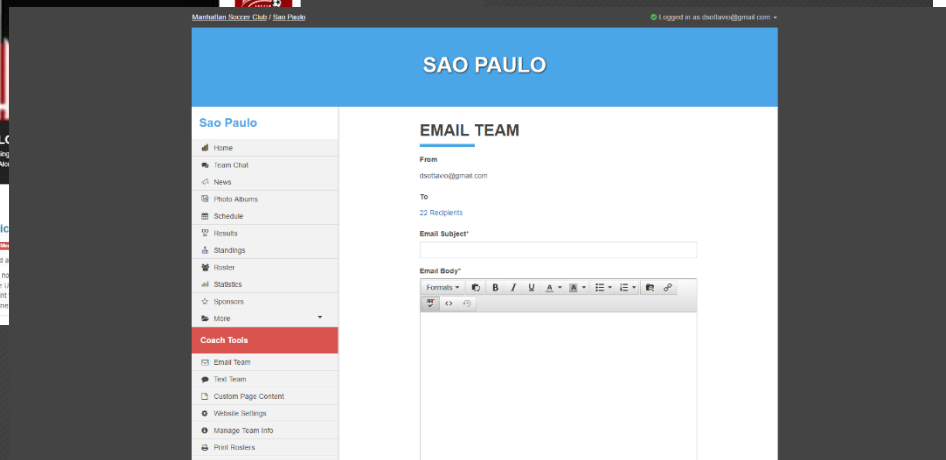 Manhattan Soccer Club / Sao Paulo
Logged in as dsottavio@gmail.com
SAO PAULO
Sao Paulo
Home
Team Chat
News
Photo Albums
Schedule
Results
Standings
Roster
Statistics
Sponsors
More
Coach Tools
Email Team
Text Team
Custom Page Content
Website Settings
Manage Team Info
Print Rosters
EMAIL TEAM
From
dsottavio@gmail.com
To
22 Recipients
Email Subject*
Email Body*
Formats B I U A A